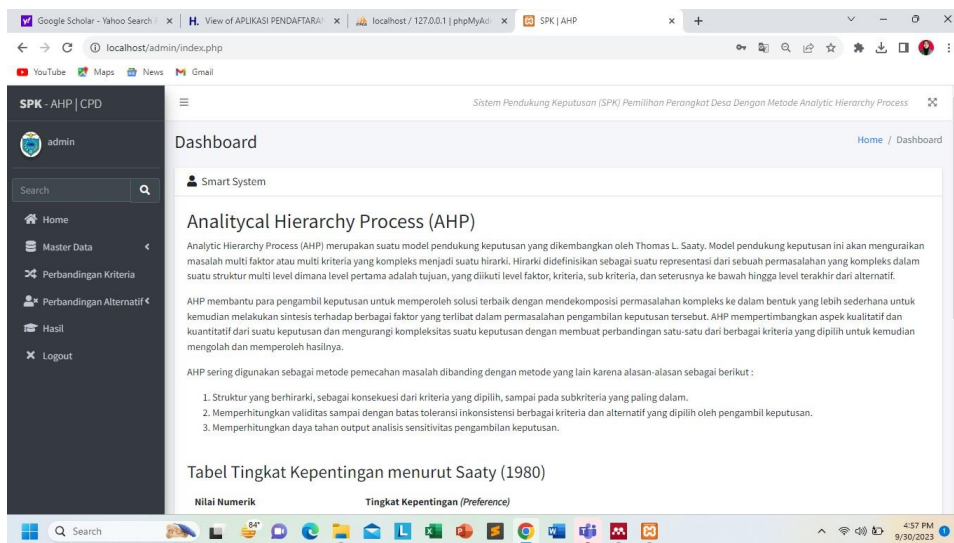 Google Scholar - Yahoo Search
H. View of APLIKASI PENDAFTARA
localhost / 127.0.0.1 | phpMyAd
SPK | AHP
localhost/admin/index.php
YouTube
Maps
News
Gmail
SPK - AHP | CPD
Sistem Pendukung Keputusan (SPK) Pemilihan Perangkat Desa Dengan Metode Analytic Hierarchy Process
admin
Dashboard
Home / Dashboard
Search
Smart System
Home
Master Data
Perbandingan Kriteria
Perbandingan Alternatif
Hasil
Logout
Analitycal Hierarchy Process (AHP)
Analytic Hierarchy Process (AHP) merupakan suatu model pendukung keputusan yang dikembangkan oleh Thomas L. Saaty. Model pendukung keputusan ini akan menguraikan
masalah multi faktor atau multi kriteria yang kompleks menjadi suatu hirarki. Hirarki didefinisikan sebagai suatu representasi dari sebuah permasalahan yang kompleks dalam
suatu struktur multi level dimana level pertama adalah tujuan, yang diikuti level faktor, kriteria, sub kriteria, dan seterusnya ke bawah hingga level terakhir dari alternatif.
AHP membantu para pengambil keputusan untuk memperoleh solusi terbaik dengan mendekomposisi permasalahan kompleks ke dalam bentuk yang lebih sederhana untuk
kemudian melakukan sintesis terhadap berbagai faktor yang terlibat dalam permasalahan pengambilan keputusan tersebut. AHP mempertimbangkan aspek kualitatif dan
kuantitatif dari suatu keputusan dan mengurangi kompleksitas suatu keputusan dengan membuat perbandingan satu-satu dari berbagai kriteria yang dipilih untuk kemudian
mengolah dan memperoleh hasilnya.
AHP sering digunakan sebagai metode pemecahan masalah dibanding dengan metode yang lain karena alasan-alasan sebagai berikut :
1. Struktur yang berhirarki, sebagai konsekuesi dari kriteria yang dipilih, sampai pada subkriteria yang paling dalam.
2. Memperhitungkan validitas sampai dengan batas toleransi inkonsistensi berbagai kriteria dan alternatif yang dipilih oleh pengambil keputusan.
3. Memperhitungkan daya tahan output analisis sensitivitas pengambilan keputusan.
Tabel Tingkat Kepentingan menurut Saaty (1980)
Nilai Numerik
Tingkat Kepentingan (Preference)
Search
84°
4:57 PM
9/30/2023